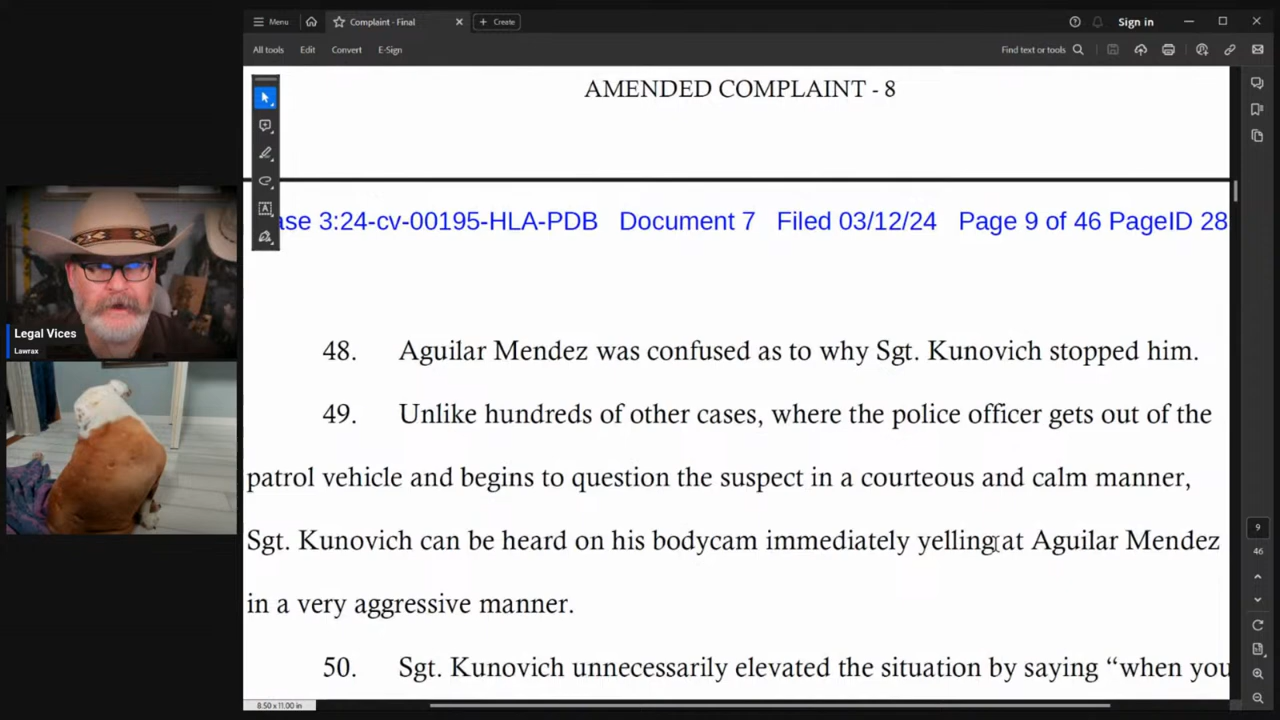 Menu
Complaint - Final
Create
Sign in
All tools
Edit
Convert
E-Sign
Find text or tools
AMENDED COMPLAINT - 8
ase 3:24-cv-00195-HLA-PDB Document 7 Filed 03/12/24 Page 9 of 46 PageID 28
48. Aguilar Mendez was confused as to why Sgt. Kunovich stopped him.
49. Unlike hundreds of other cases, where the police officer gets out of the
patrol vehicle and begins to question the suspect in a courteous and calm manner,
Sgt. Kunovich can be heard on his bodycam immediately yelling at Aguilar Mendez
in a very aggressive manner.
50. Sgt. Kunovich unnecessarily elevated the situation by saying “when you
Legal Vices
Lawrax
9
46
8.50 x 11.00 in